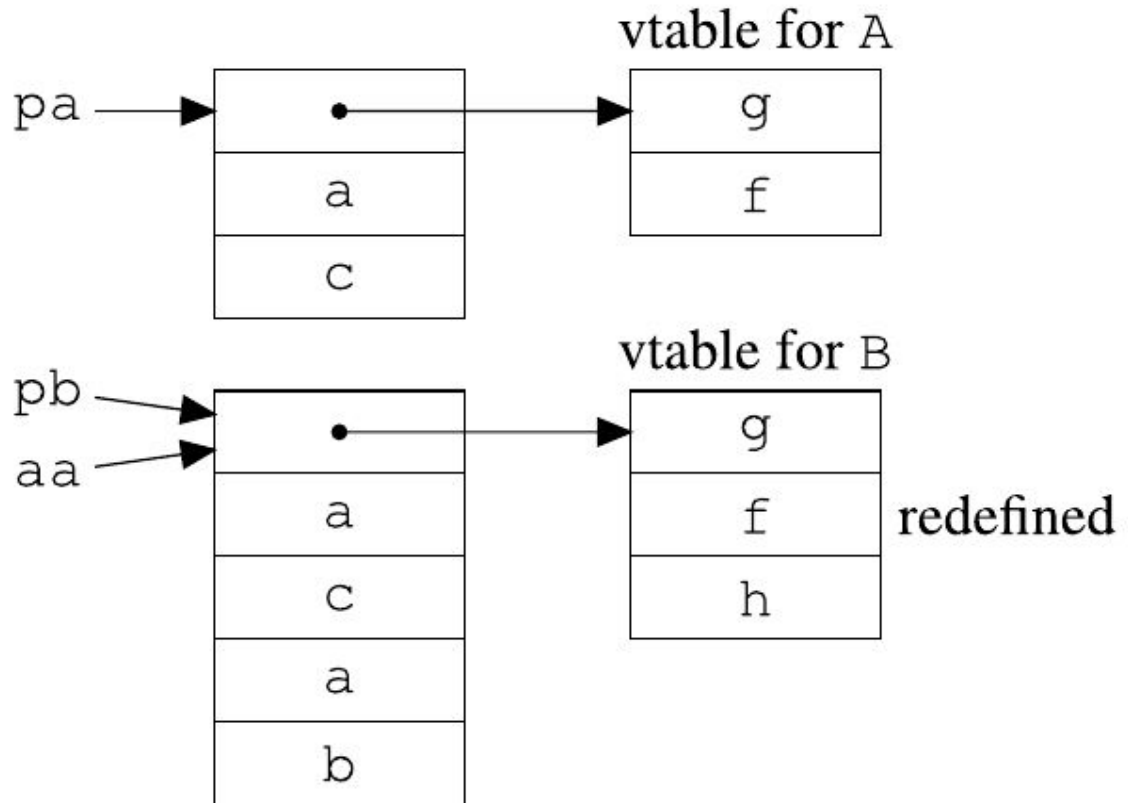 vtable for A
pa
g
a
f
c
vtable for B
pb
g
aa
a
f redefined
c
h
a
b